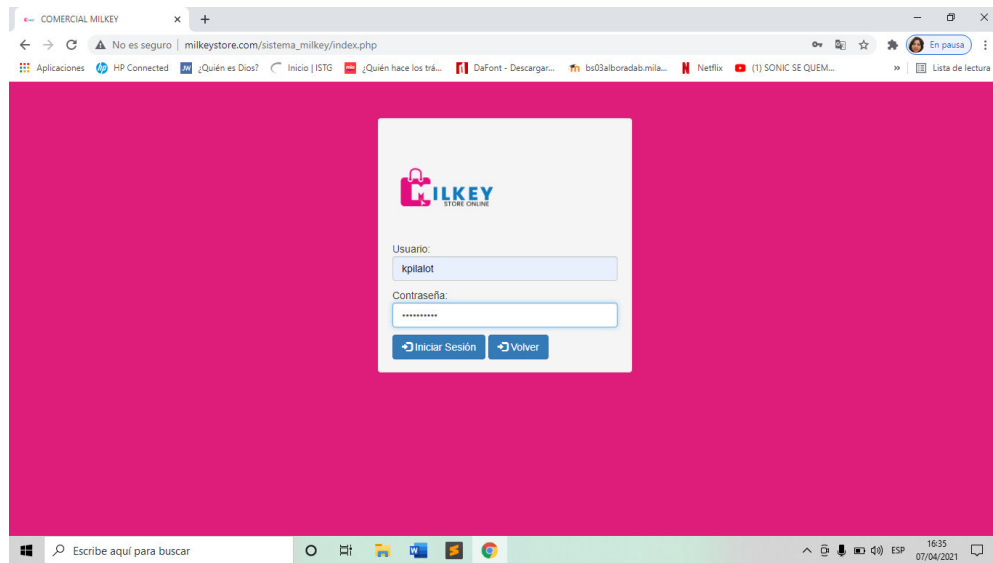 COMERCIAL MILKEY
No es seguro | milkeystore.com/sistema_milkey/index.php
En pausa
Aplicaciones HP Connected ¿Quién es Dios? Inicio | ISTG ¿Quién hace los trá... DaFont - Descargar... bs03alboradab.mila... Netflix (1) SONIC SE QUEM... » Lista de lectura
MILKEY
STORE ONLINE
Usuario:
kpilalot
Contraseña:
••••••••••
Iniciar Sesión Volver
Escribe aquí para buscar
ESP
16:35
07/04/2021